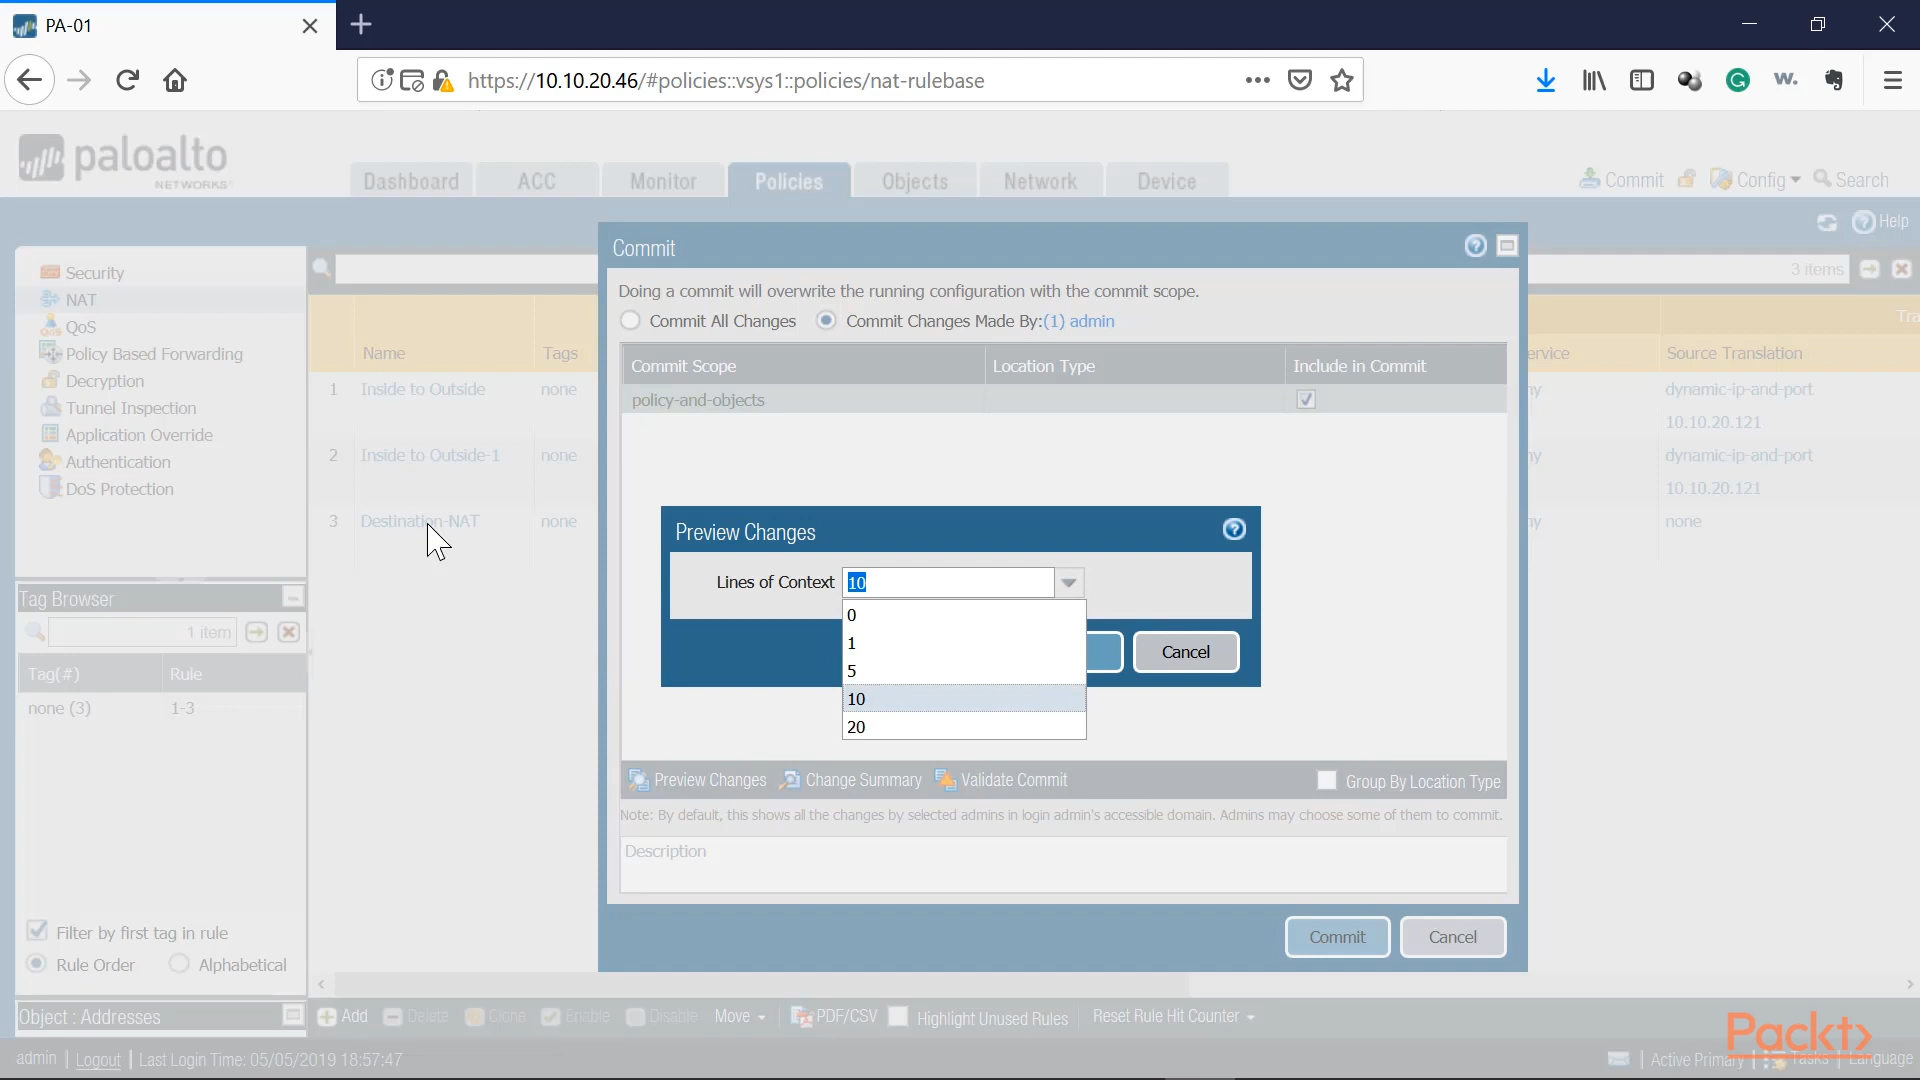 PA-01
https://10.10.20.46/#policies::vsys1::policies/nat-rulebase
G
w.
paloalto
NETWORKS
Dashboard ACC Monitor Policies Objects Network Device
Commit Config Search
Help
Commit
Security
NAT
QoS
Policy Based Forwarding
Decryption
Tunnel Inspection
Application Override
Authentication
DoS Protection
3 items
Name Tags
1 Inside to Outside none
2 Inside to Outside-1 none
3 Destination-NAT none
Doing a commit will overwrite the running configuration with the commit scope.
Commit All Changes Commit Changes Made By:(1) admin
Commit Scope Location Type Include in Commit
policy-and-objects
Tra
ervice Source Translation
ny dynamic-ip-and-port
10.10.20.121
ny dynamic-ip-and-port
10.10.20.121
ny none
Preview Changes
Lines of Context 10
0
1
5
10
20
Cancel
Preview Changes Change Summary Validate Commit Group By Location Type
Note: By default, this shows all the changes by selected admins in login admin's accessible domain. Admins may choose some of them to commit.
Description
Commit Cancel
Tag Browser
1 item
Tag(#) Rule
none (3) 1-3
Filter by first tag in rule
Rule Order Alphabetical
Object : Addresses
Add Delete Clone Enable Disable Move PDF/CSV Highlight Unused Rules Reset Rule Hit Counter
Packt>
admin | Logout | Last Login Time: 05/05/2019 18:57:47
| Active Primary | Tasks | Language